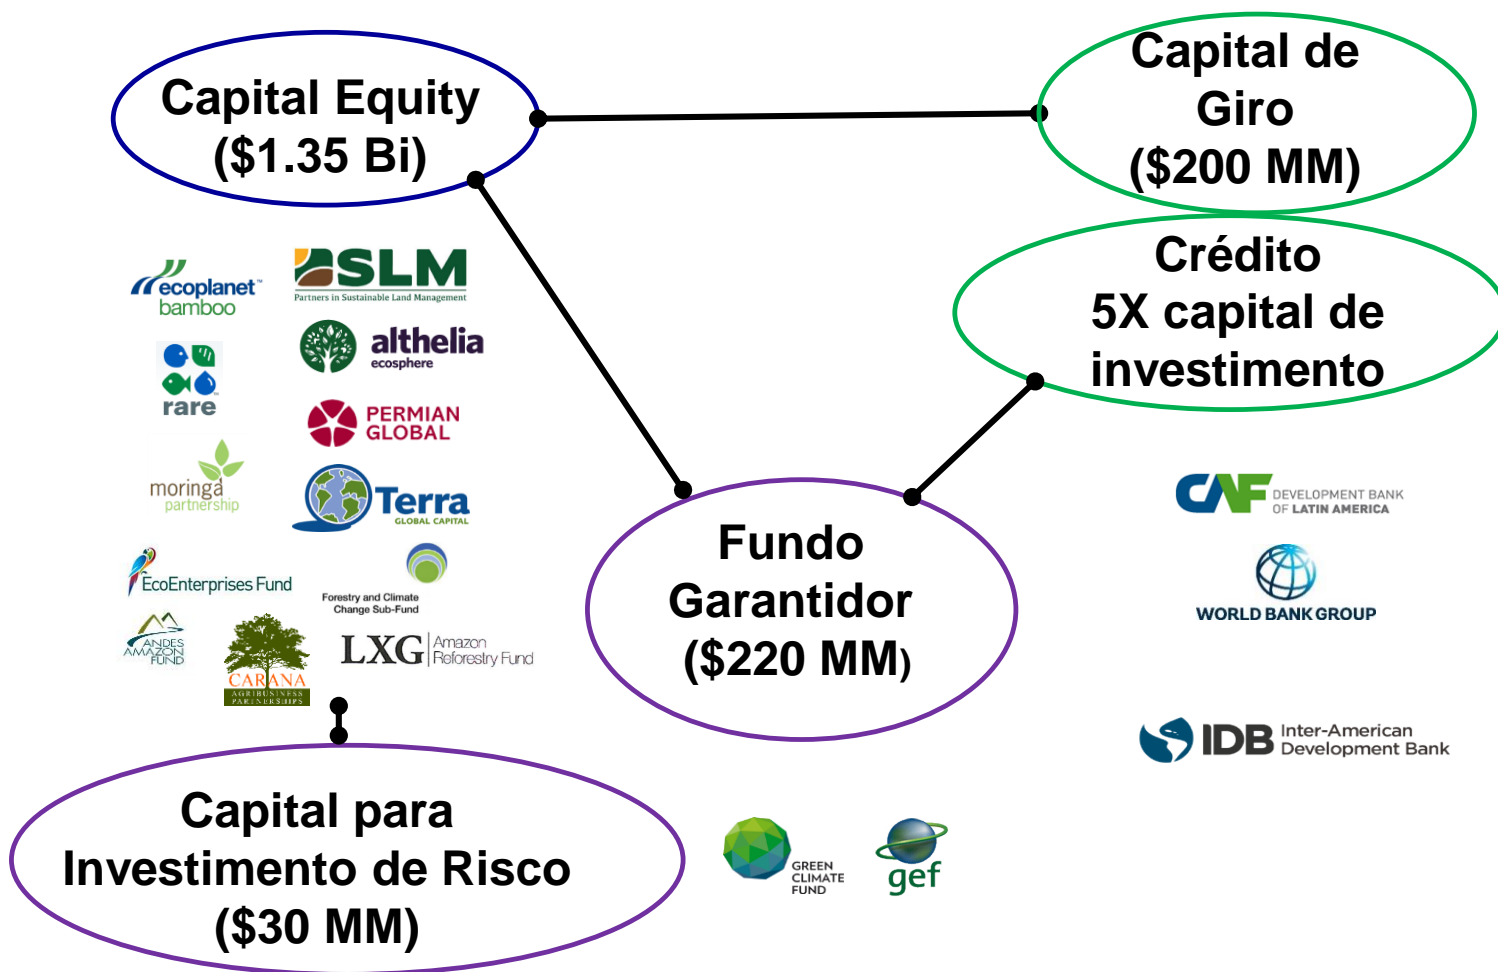 Capital Equity
($1.35 Bi)
Capital de
Giro
($200 MM)
Crédito
5X capital de
investimento
ecoplanet™
bamboo
SLM
Partners in Sustainable Land Management
rare
althelia
ecosphere
PERMIAN
GLOBAL
moringa
partnership
Terra
GLOBAL CAPITAL
EcoEnterprises Fund
Forestry and Climate
Change Sub-Fund
ANDES
AMAZON
FUND
CARANA
AGRIBUSINESS
PARTNERSHIPS
LXG Amazon
Reforestry Fund
Fundo
Garantidor
($220 MM)
CAF DEVELOPMENT BANK
OF LATIN AMERICA
WORLD BANK GROUP
IDB Inter-American
Development Bank
Capital para
Investimento de Risco
($30 MM)
GREEN
CLIMATE
FUND
gef